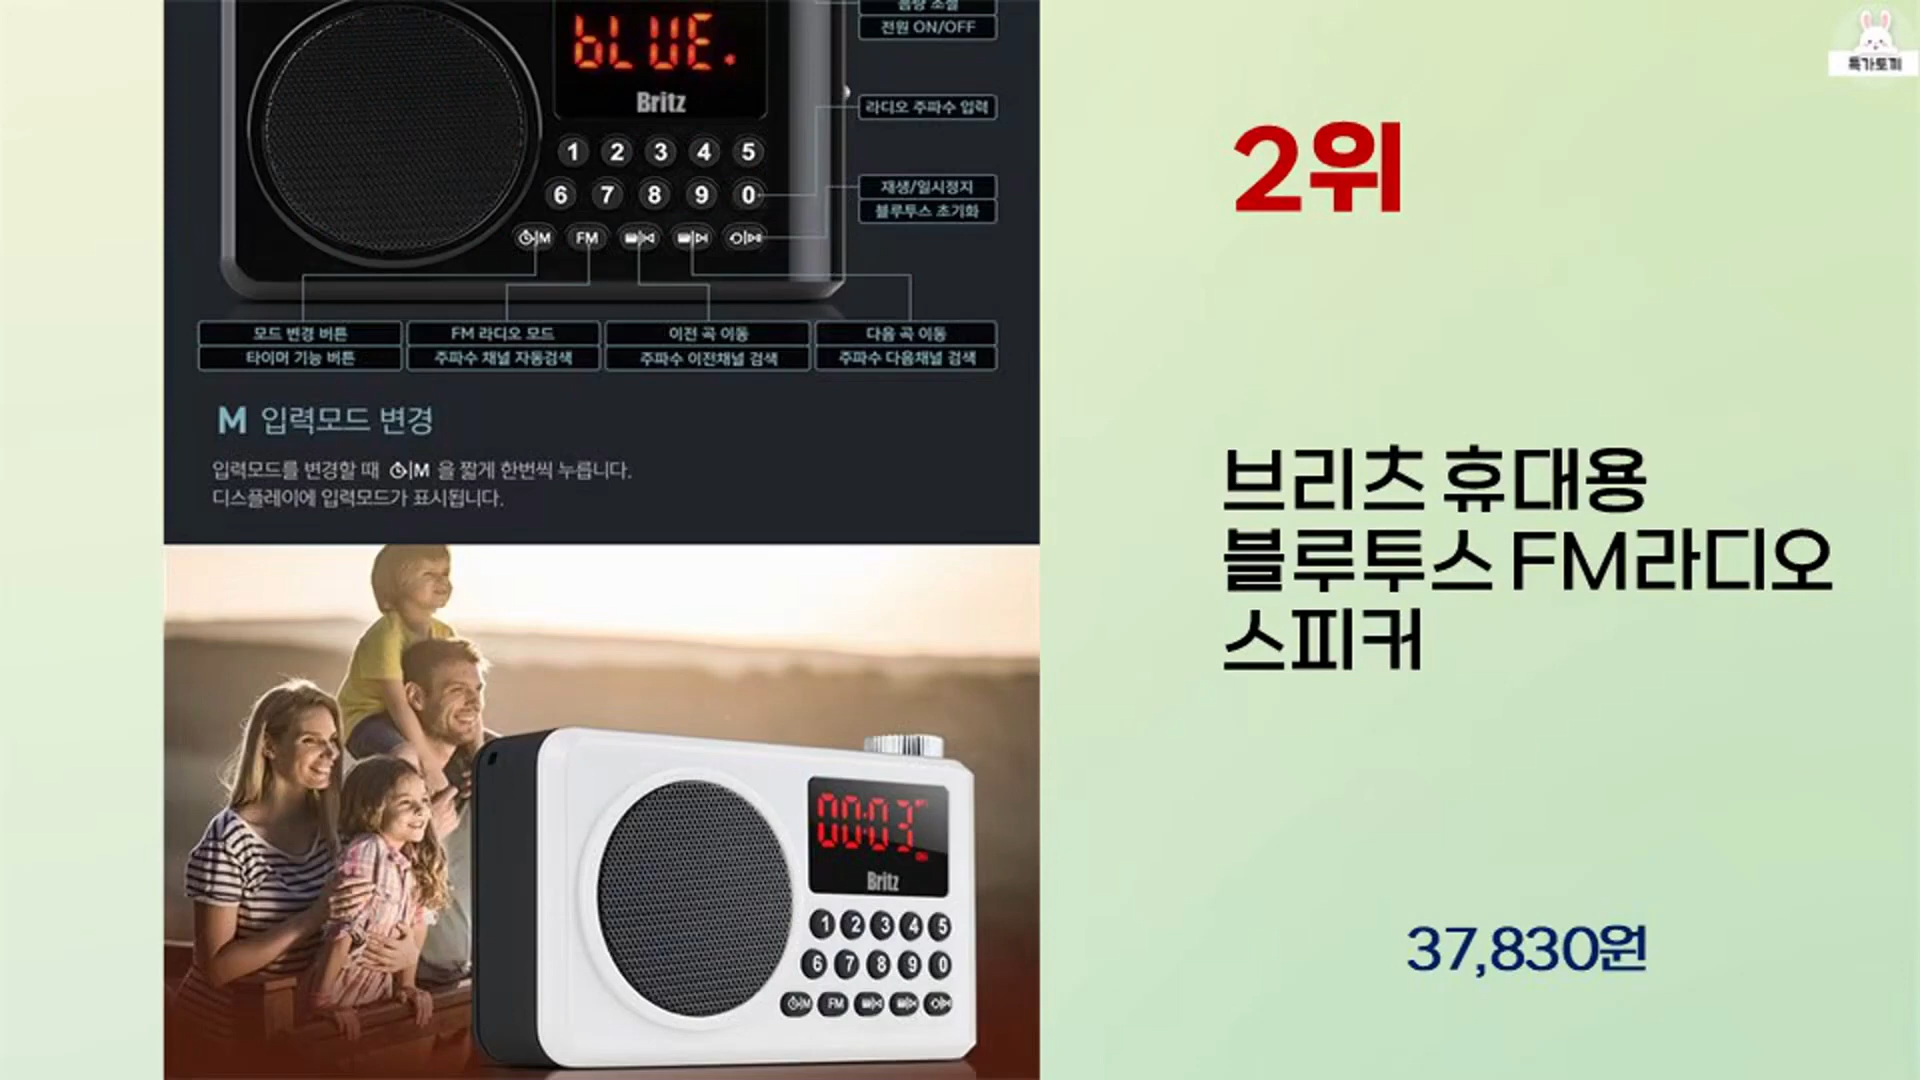 음량 조절
전원 ON/OFF
bLUE.
Britz
라디오 주파수 입력
1 2 3 4 5
6 7 8 9 0
재생/일시정지
블루투스 초기화
M FM
모드 변경 버튼
타이머 기능 버튼
FM 라디오 모드
주파수 채널 자동검색
이전 곡 이동
주파수 이전채널 검색
다음 곡 이동
주파수 다음채널 검색
M 입력모드 변경
입력모드를 변경할 때 M 을 짧게 한번씩 누릅니다.
디스플레이에 입력모드가 표시됩니다.
00:03
Britz
1 2 3 4 5
6 7 8 9 0
M FM
특가토끼
2위
브리츠 휴대용
블루투스 FM라디오
스피커
37,830원